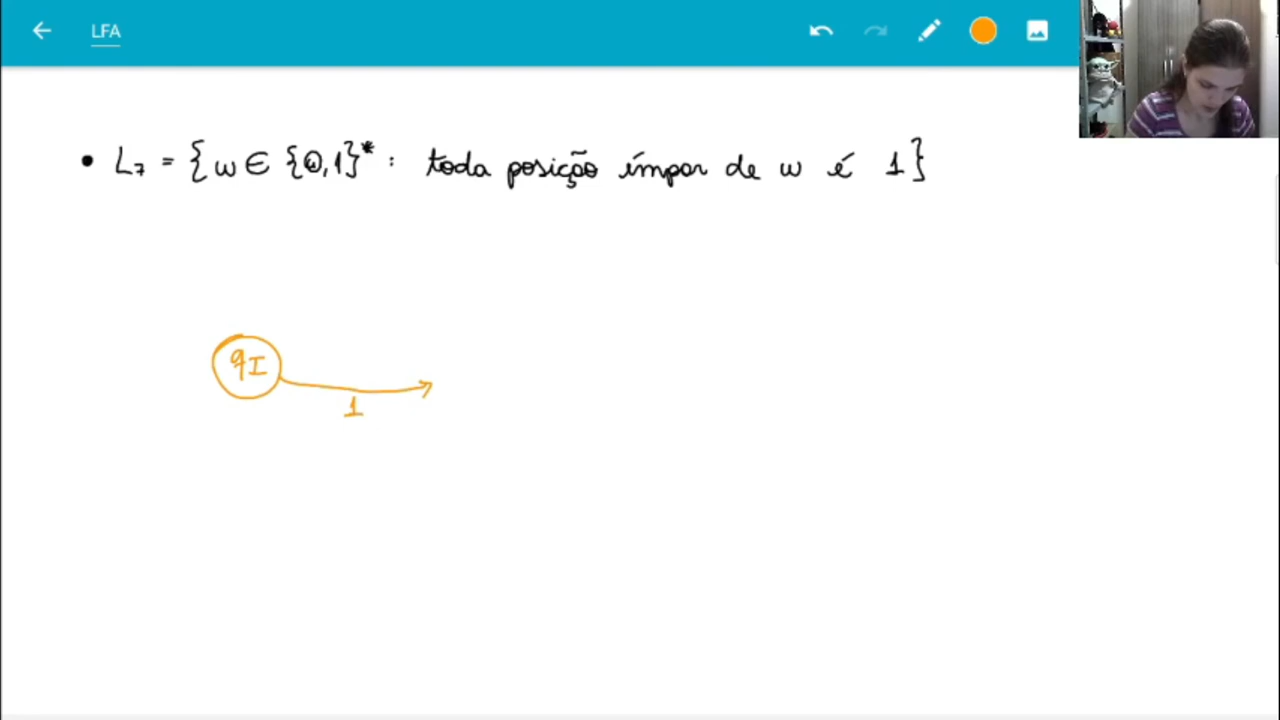 LFA
• L₇ = {w ∈ {0,1}* : toda posição ímpar de w é 1}
qI
1